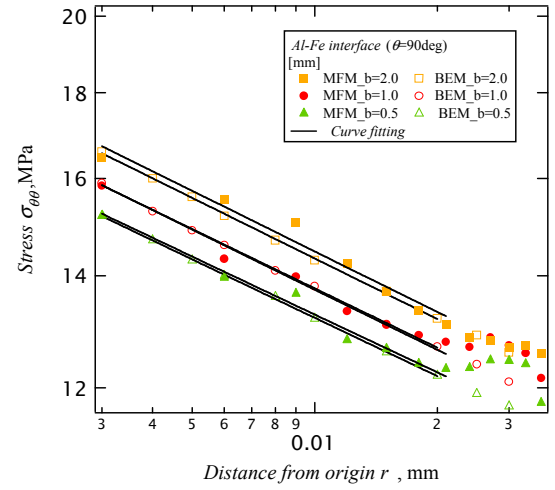 20
18
16
14
12
Stress σθθ,MPa
Al-Fe interface (θ=90deg)
[mm]
MFM_b=2.0 BEM_b=2.0
MFM_b=1.0 BEM_b=1.0
MFM_b=0.5 BEM_b=0.5
Curve fitting
3 4 5 6 7 8 9 2 3
0.01
Distance from origin r , mm